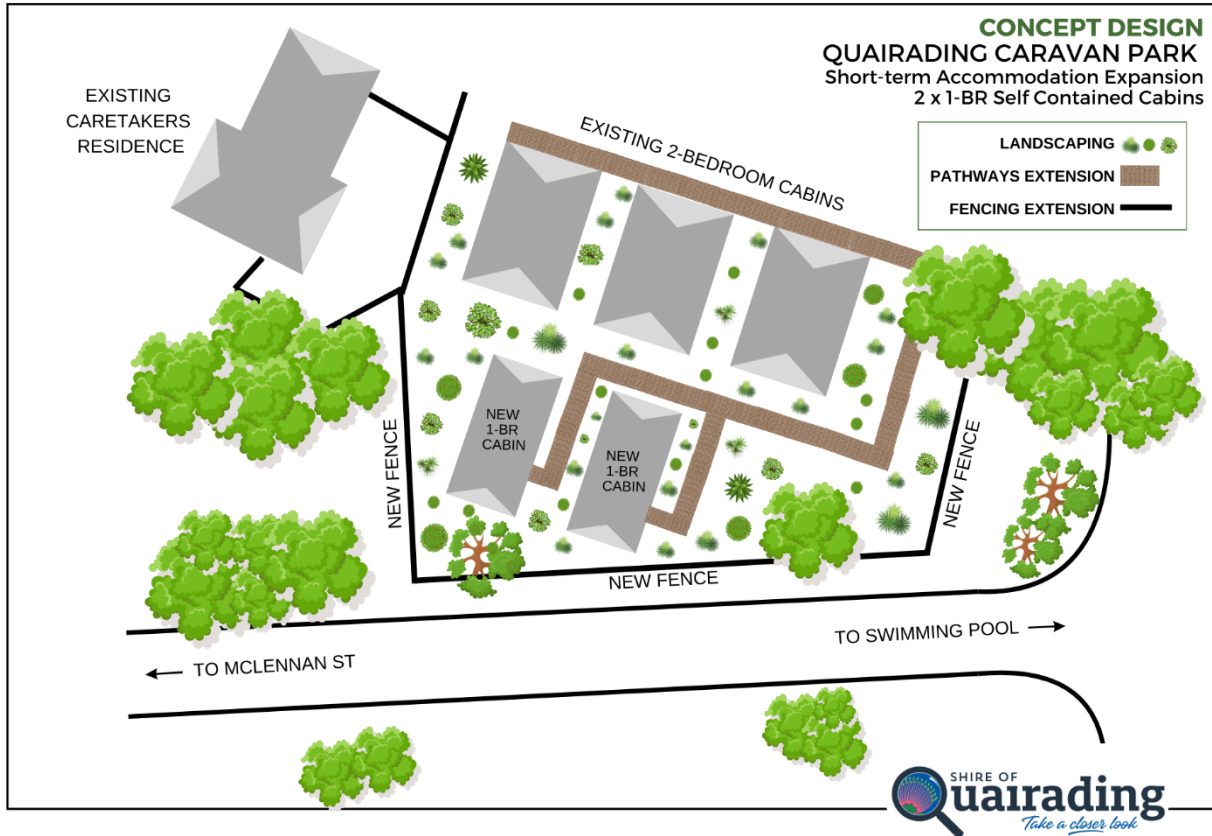 CONCEPT DESIGN
QUAIRADING CARAVAN PARK
Short-term Accommodation Expansion
2 x 1-BR Self Contained Cabins
LANDSCAPING
PATHWAYS EXTENSION
FENCING EXTENSION
EXISTING
CARETAKERS
RESIDENCE
EXISTING 2-BEDROOM CABINS
NEW
1-BR
CABIN
NEW
1-BR
CABIN
NEW FENCE
NEW FENCE
NEW FENCE
TO SWIMMING POOL
TO MCLENNAN ST
SHIRE OF
Quairading
Take a closer look